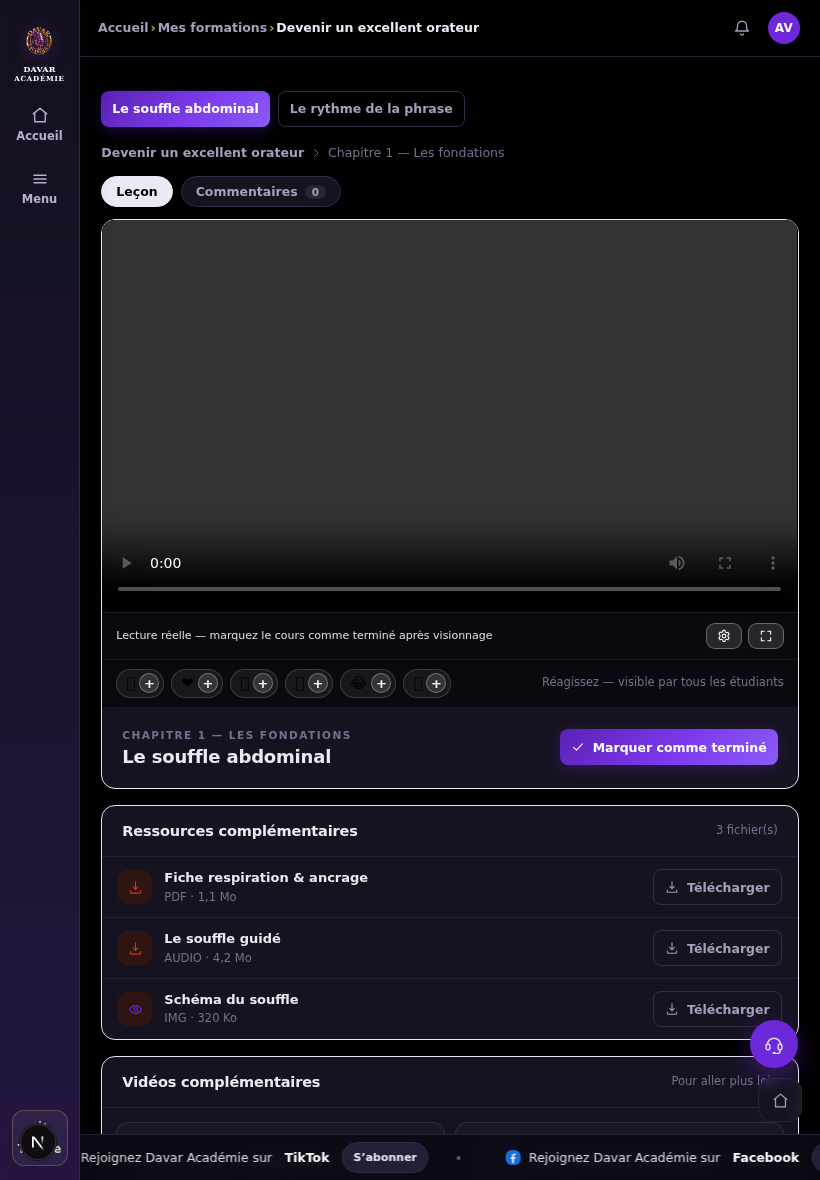 DAVAR
ACADÉMIE
Accueil
Menu
Accueil › Mes formations › Devenir un excellent orateur
AV
Le souffle abdominal
Le rythme de la phrase
Devenir un excellent orateur > Chapitre 1 — Les fondations
Leçon
Commentaires 0
0:00
Lecture réelle — marquez le cours comme terminé après visionnage
+ + + + + +
Réagissez — visible par tous les étudiants
CHAPITRE 1 — LES FONDATIONS
Le souffle abdominal
Marquer comme terminé
Ressources complémentaires
3 fichier(s)
Fiche respiration & ancrage
PDF · 1,1 Mo
Télécharger
Le souffle guidé
AUDIO · 4,2 Mo
Télécharger
Schéma du souffle
IMG · 320 Ko
Télécharger
Vidéos complémentaires
Pour aller plus
N
Rejoignez Davar Académie sur TikTok S’abonner • Rejoignez Davar Académie sur Facebook